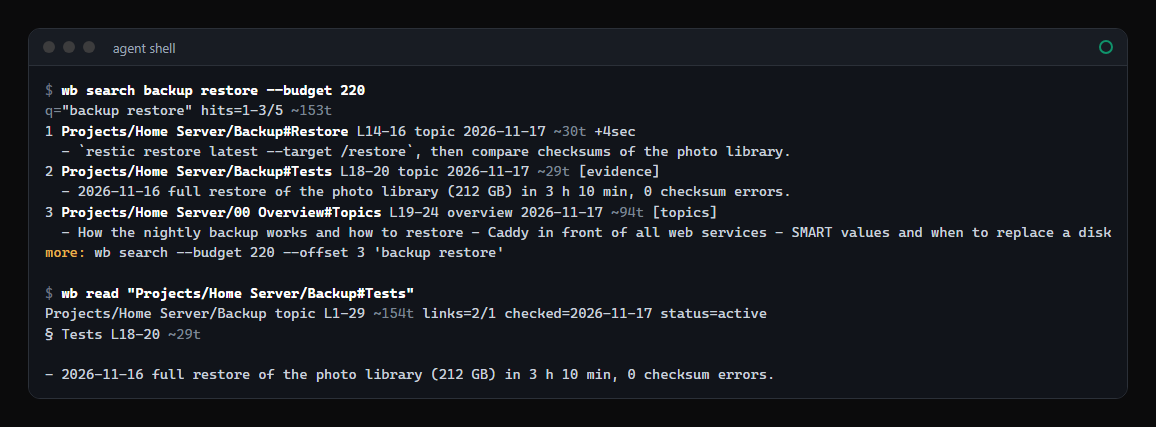 agent shell
$ wb search backup restore --budget 220
q="backup restore" hits=1-3/5 ~153t
1 Projects/Home Server/Backup#Restore L14-16 topic 2026-11-17 ~30t +4sec
- `restic restore latest --target /restore`, then compare checksums of the photo library.
2 Projects/Home Server/Backup#Tests L18-20 topic 2026-11-17 ~29t [evidence]
- 2026-11-16 full restore of the photo library (212 GB) in 3 h 10 min, 0 checksum errors.
3 Projects/Home Server/00 Overview#Topics L19-24 overview 2026-11-17 ~94t [topics]
- How the nightly backup works and how to restore - Caddy in front of all web services - SMART values and when to replace a disk
more: wb search --budget 220 --offset 3 'backup restore'
$ wb read "Projects/Home Server/Backup#Tests"
Projects/Home Server/Backup topic L1-29 ~154t links=2/1 checked=2026-11-17 status=active
§ Tests L18-20 ~29t
- 2026-11-16 full restore of the photo library (212 GB) in 3 h 10 min, 0 checksum errors.